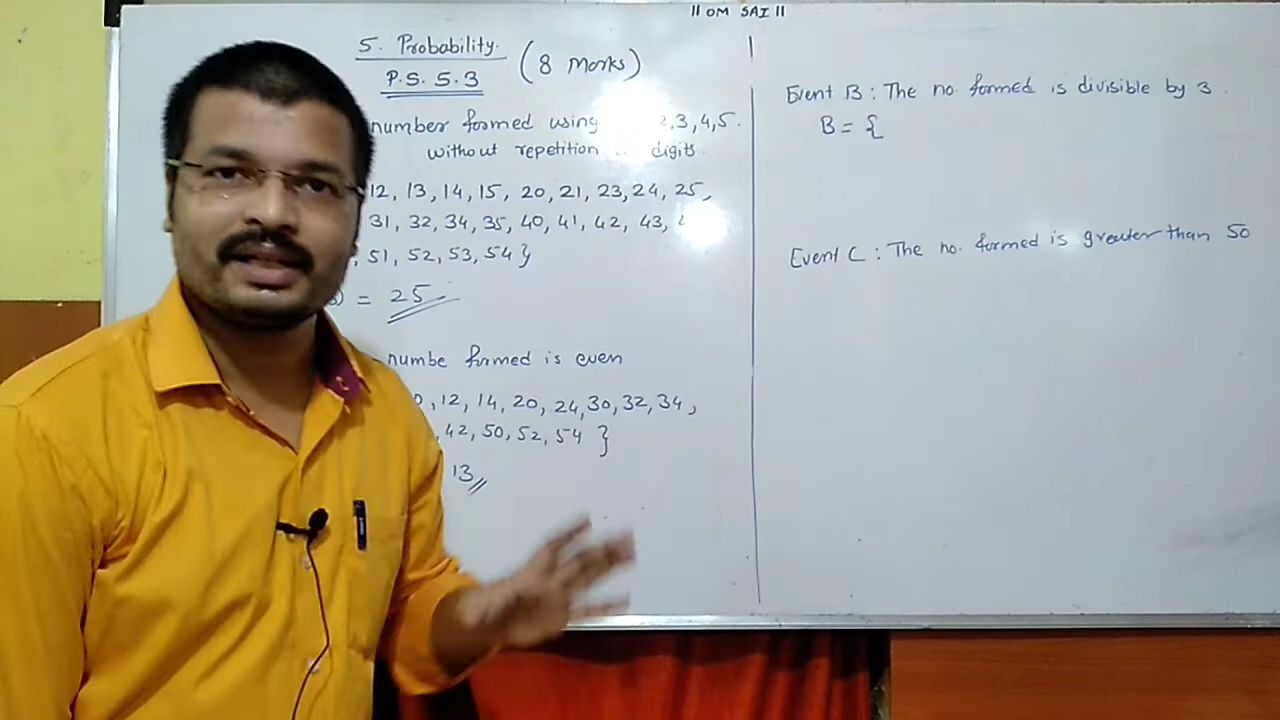 || OM SAI ||
5. Probability.
P.S. 5.3 (8 Marks)
number formed using 2,3,4,5.
without repetition digits.
12, 13, 14, 15, 20, 21, 23, 24, 25,
31, 32, 34, 35, 40, 41, 42, 43,
, 51, 52, 53, 54 }
) = 25
numbe formed is even
, 12, 14, 20, 24, 30, 32, 34,
, 42, 50, 52, 54 }
13
Event B : The no. formed is divisible by 3.
B = {
Event C : The no. formed is greater than 50